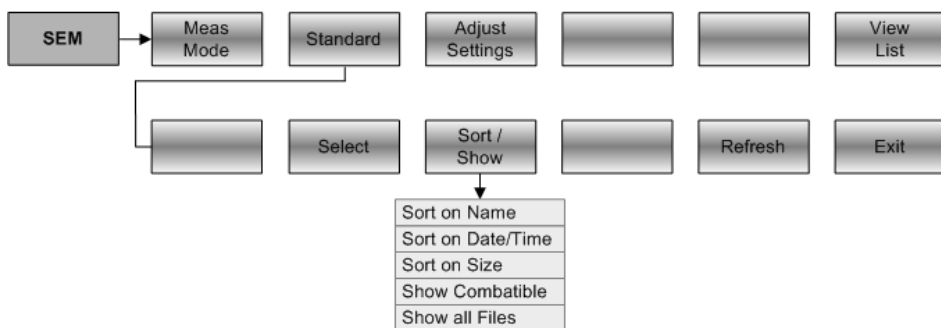 SEM
Meas
Mode
Standard
Adjust
Settings
View
List
Select
Sort /
Show
Refresh
Exit
Sort on Name
Sort on Date/Time
Sort on Size
Show Combatible
Show all Files